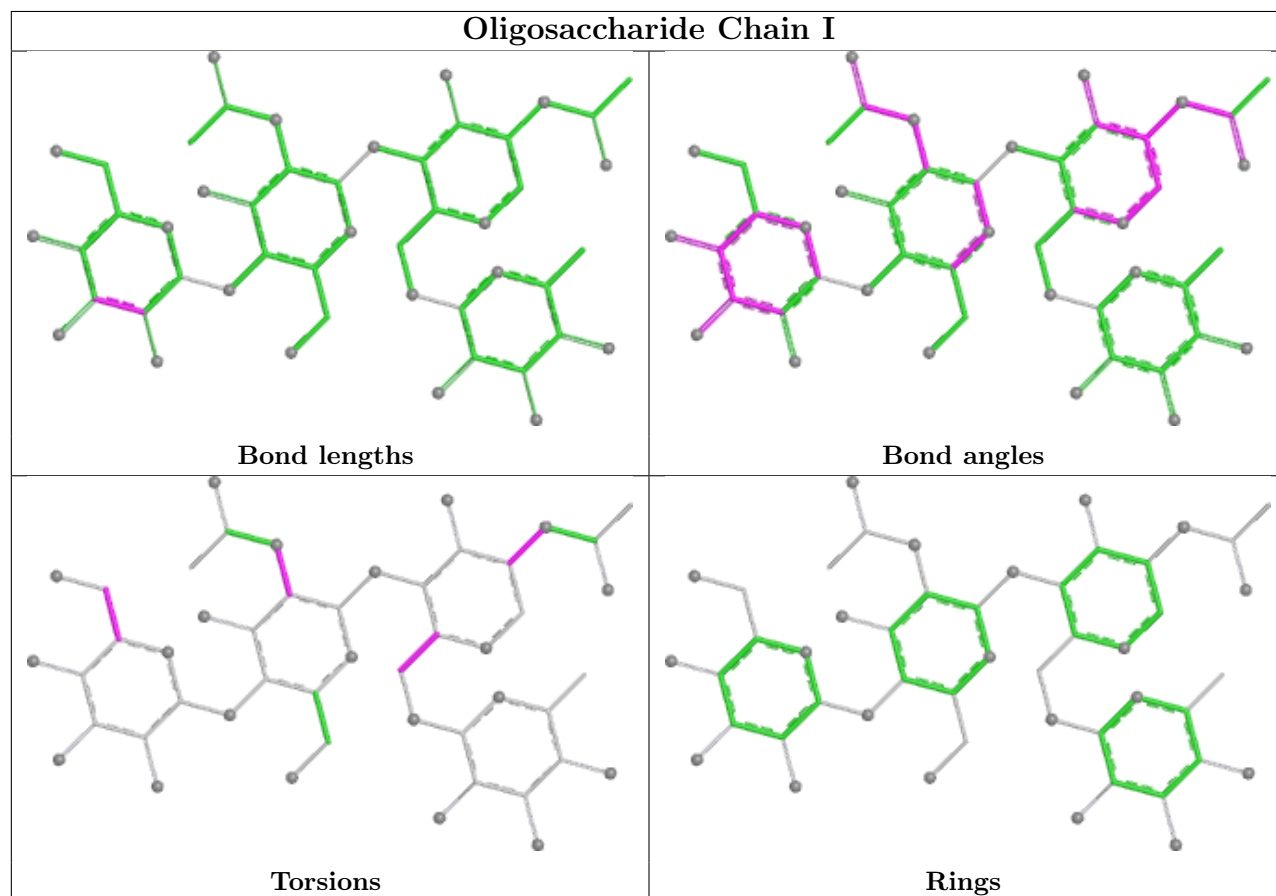 Oligosaccharide Chain I
Bond lengths
Bond angles
Torsions
Rings